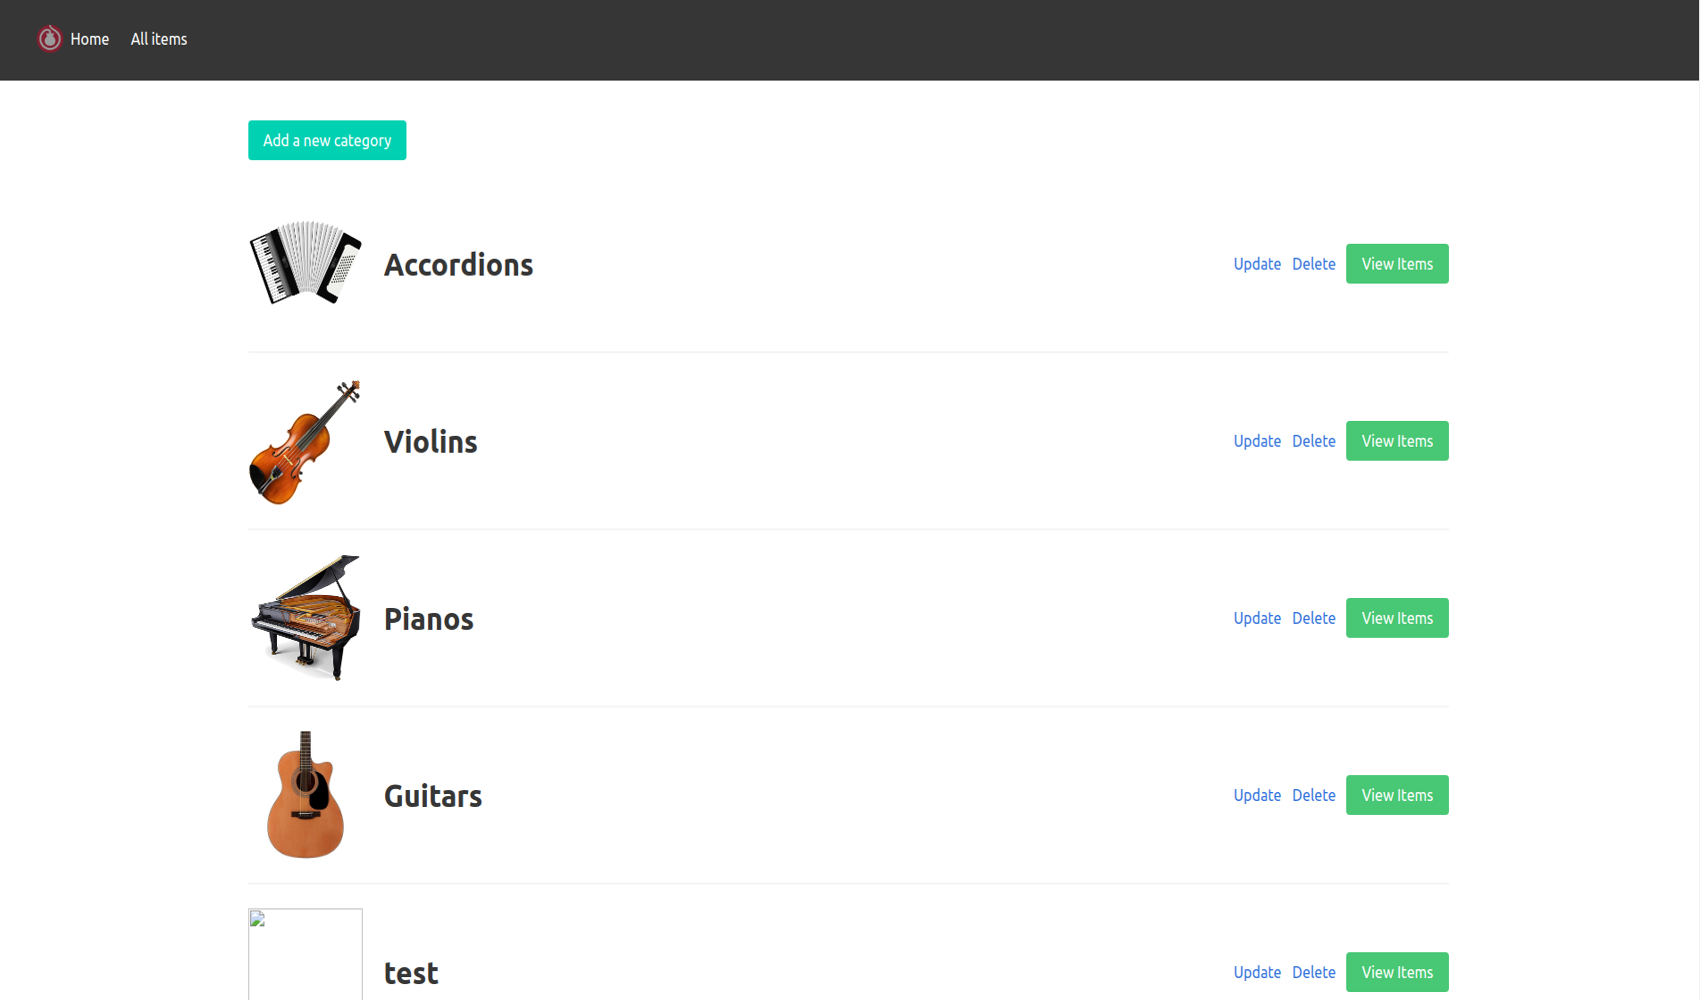 Home All items
Add a new category
Accordions Update Delete View Items
Violins Update Delete View Items
Pianos Update Delete View Items
Guitars Update Delete View Items
test Update Delete View Items